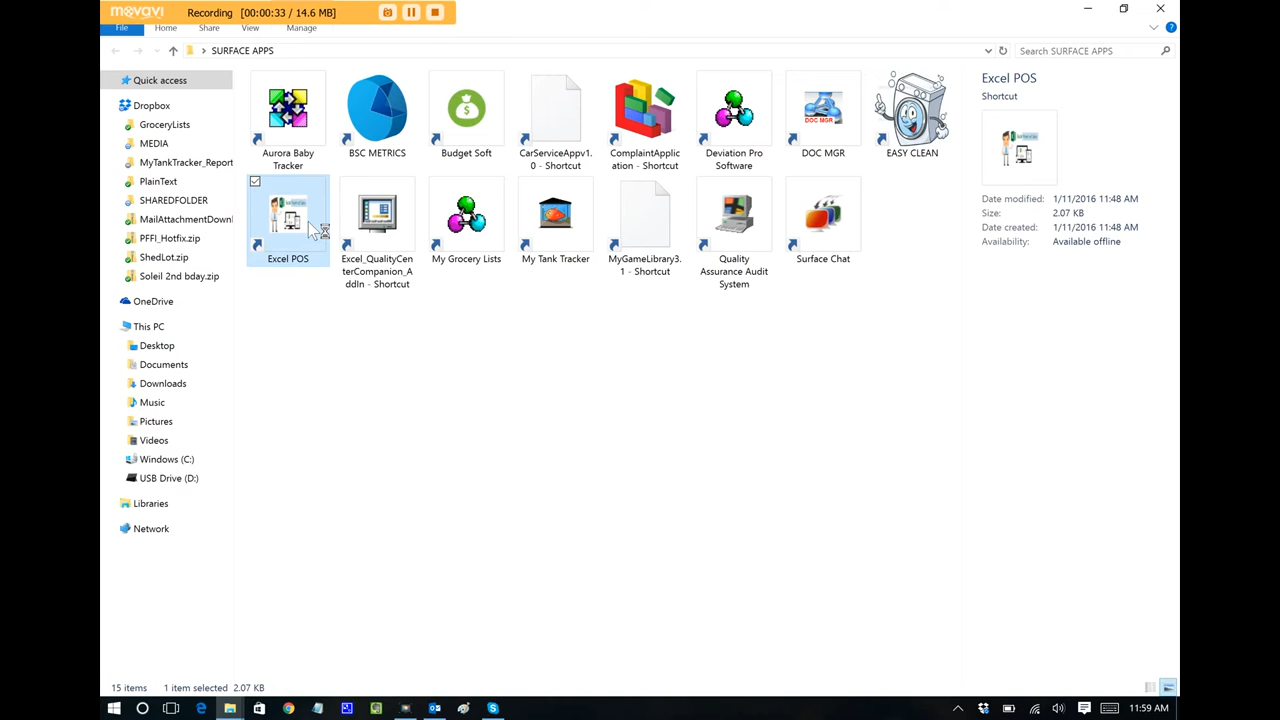 movavi Recording [00:00:33 / 14.6 MB]
File Home Share View Manage
SURFACE APPS Search SURFACE APPS
Quick access
Dropbox
GroceryLists
MEDIA
MyTankTracker_Report
PlainText
SHAREDFOLDER
MailAttachmentDownl
PFFI_Hotfix.zip
ShedLot.zip
Soleil 2nd bday.zip
OneDrive
This PC
Desktop
Documents
Downloads
Music
Pictures
Videos
Windows (C:)
USB Drive (D:)
Libraries
Network
Aurora Baby
Tracker
BSC METRICS
Budget Soft
CarServiceAppv1.
0 - Shortcut
ComplaintApplic
ation - Shortcut
Deviation Pro
Software
DOC MGR
DOC MGR
EASY CLEAN
Excel POS
Excel_QualityCen
terCompanion_A
ddIn - Shortcut
My Grocery Lists
My Tank Tracker
MyGameLibrary3.
1 - Shortcut
Quality
Assurance Audit
System
Surface Chat
Excel POS
Shortcut
Date modified: 1/11/2016 11:48 AM
Size: 2.07 KB
Date created: 1/11/2016 11:48 AM
Availability: Available offline
15 items 1 item selected 2.07 KB
11:59 AM